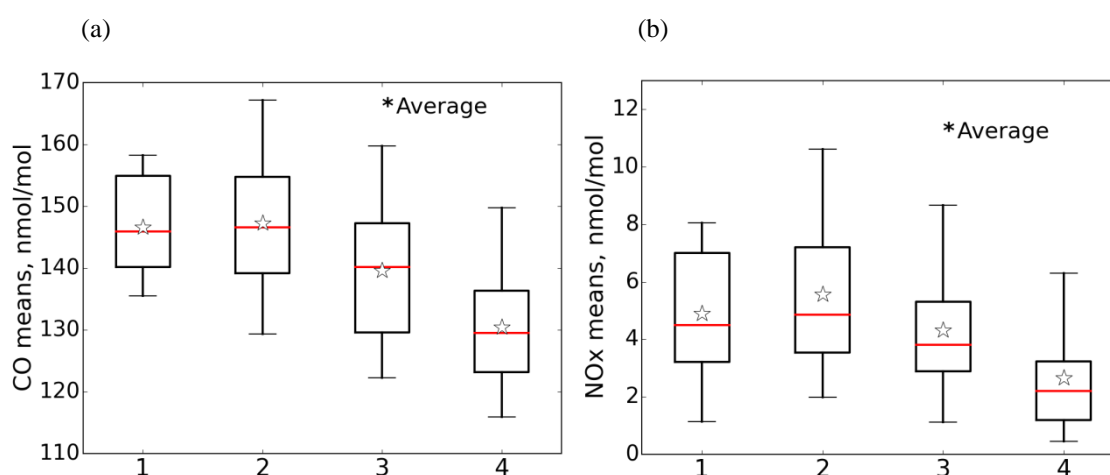 (a)
(b)
CO means, nmol/mol
170
160
150
140
130
120
110
*Average
1 2 3 4
NOx means, nmol/mol
12
10
8
6
4
2
0
*Average
1 2 3 4